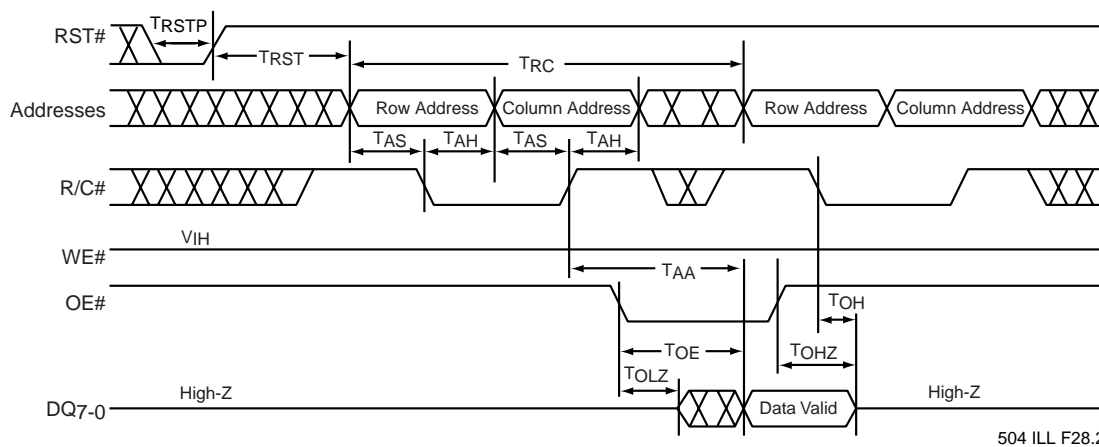 RST#
TRSTP
TRST
TRC
Addresses
Row Address
Column Address
Row Address
Column Address
TAS
TAH
TAS
TAH
R/C#
VIH
WE#
TAA
OE#
TOH
TOE
TOHZ
TOLZ
High-Z
DQ7-0
Data Valid
High-Z
504 ILL F28.2